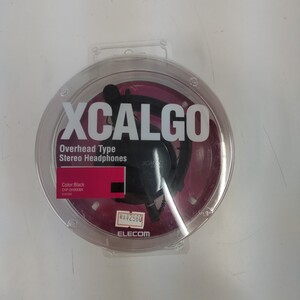 XCALGO
Overhead Type
Stereo Headphones
Color:Black
ELECOM